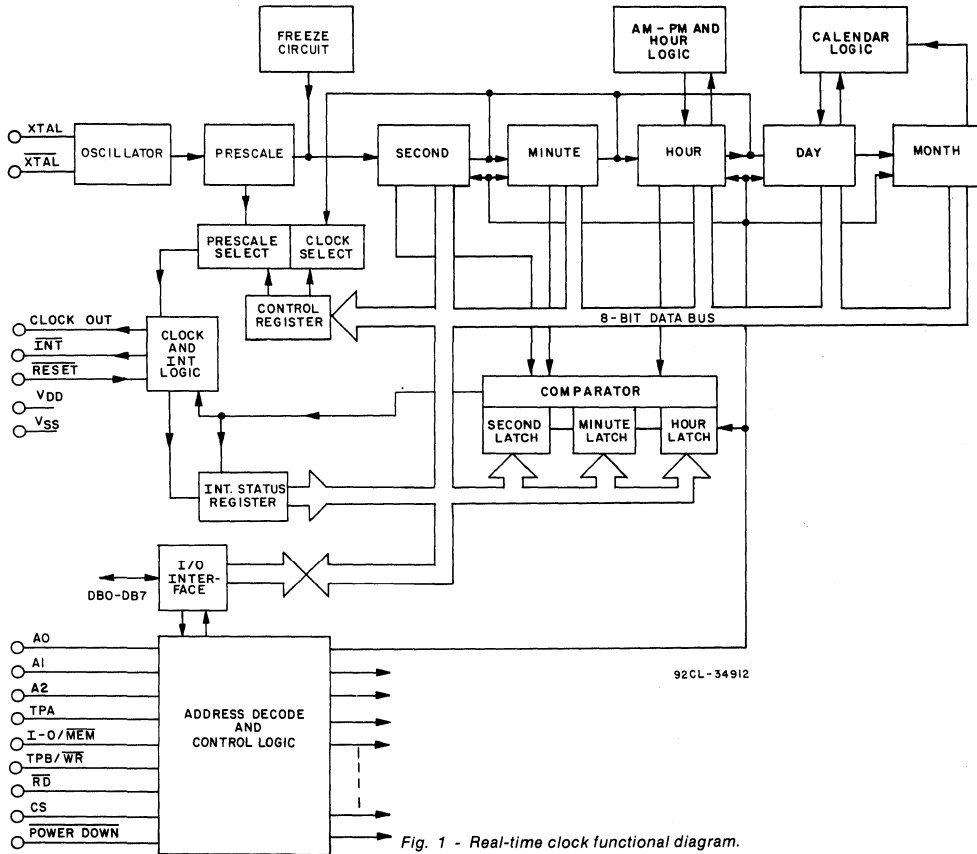 FREEZE
CIRCUIT
AM-PM AND
HOUR
LOGIC
CALENDAR
LOGIC
XTAL
XTAL
OSCILLATOR
PRESCALE
SECOND
MINUTE
HOUR
DAY
MONTH
PRESCALE
SELECT
CLOCK
SELECT
CONTROL
REGISTER
8-BIT DATA BUS
CLOCK OUT
INT
RESET
VDD
VSS
CLOCK
AND
INT
LOGIC
COMPARATOR
SECOND
LATCH
MINUTE
LATCH
HOUR
LATCH
INT. STATUS
REGISTER
I/O
INTER-
FACE
DB0-DB7
A0
A1
A2
TPA
I-O/MEM
TPB/WR
RD
CS
POWER DOWN
ADDRESS DECODE
AND
CONTROL LOGIC
92CL-34912
Fig. 1 - Real-time clock functional diagram.